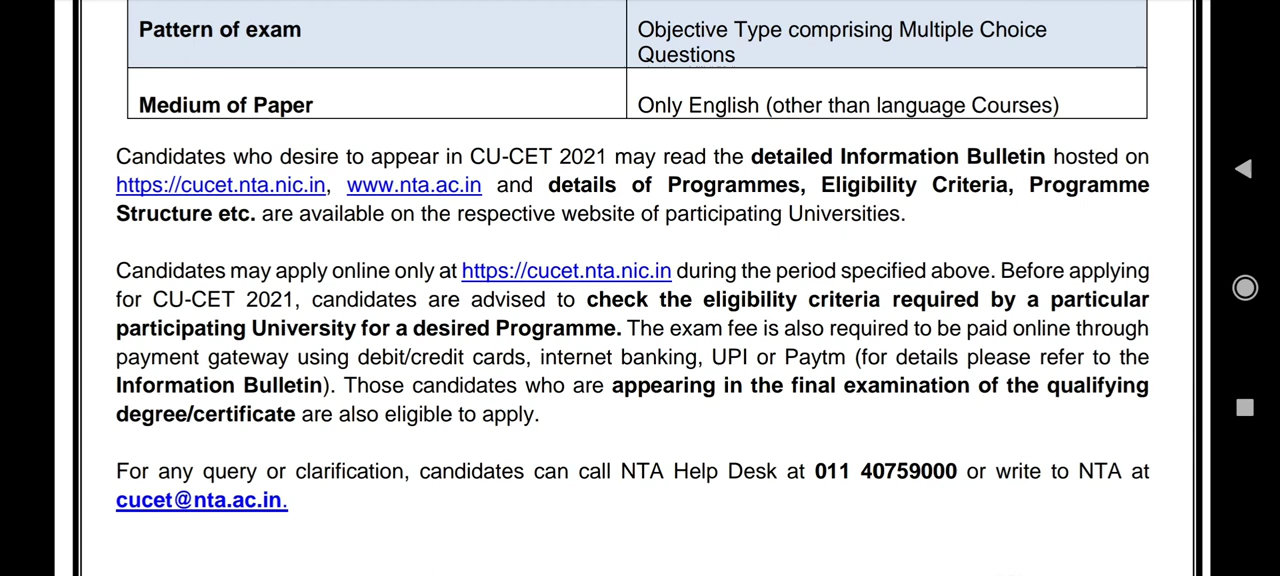 Pattern of exam
Objective Type comprising Multiple Choice
Questions
Medium of Paper
Only English (other than language Courses)
Candidates who desire to appear in CU-CET 2021 may read the detailed Information Bulletin hosted on
https://cucet.nta.nic.in, www.nta.ac.in and details of Programmes, Eligibility Criteria, Programme
Structure etc. are available on the respective website of participating Universities.
Candidates may apply online only at https://cucet.nta.nic.in during the period specified above. Before applying
for CU-CET 2021, candidates are advised to check the eligibility criteria required by a particular
participating University for a desired Programme. The exam fee is also required to be paid online through
payment gateway using debit/credit cards, internet banking, UPI or Paytm (for details please refer to the
Information Bulletin). Those candidates who are appearing in the final examination of the qualifying
degree/certificate are also eligible to apply.
For any query or clarification, candidates can call NTA Help Desk at 011 40759000 or write to NTA at
cucet@nta.ac.in.